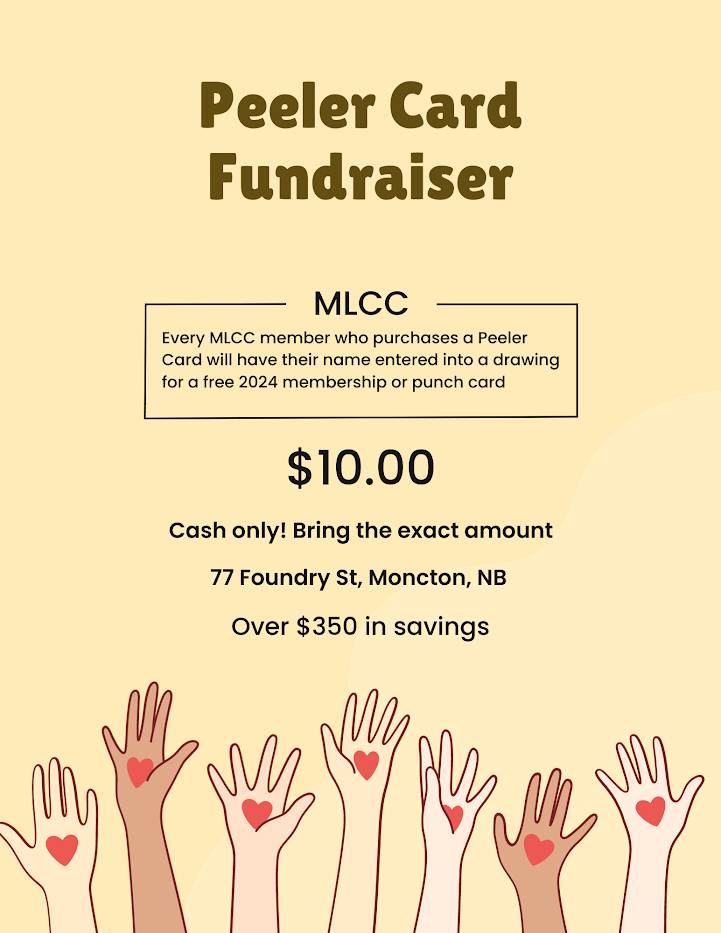 Peeler Card
Fundraiser
MLCC
Every MLCC member who purchases a Peeler
Card will have their name entered into a drawing
for a free 2024 membership or punch card
$10.00
Cash only! Bring the exact amount
77 Foundry St, Moncton, NB
Over $350 in savings